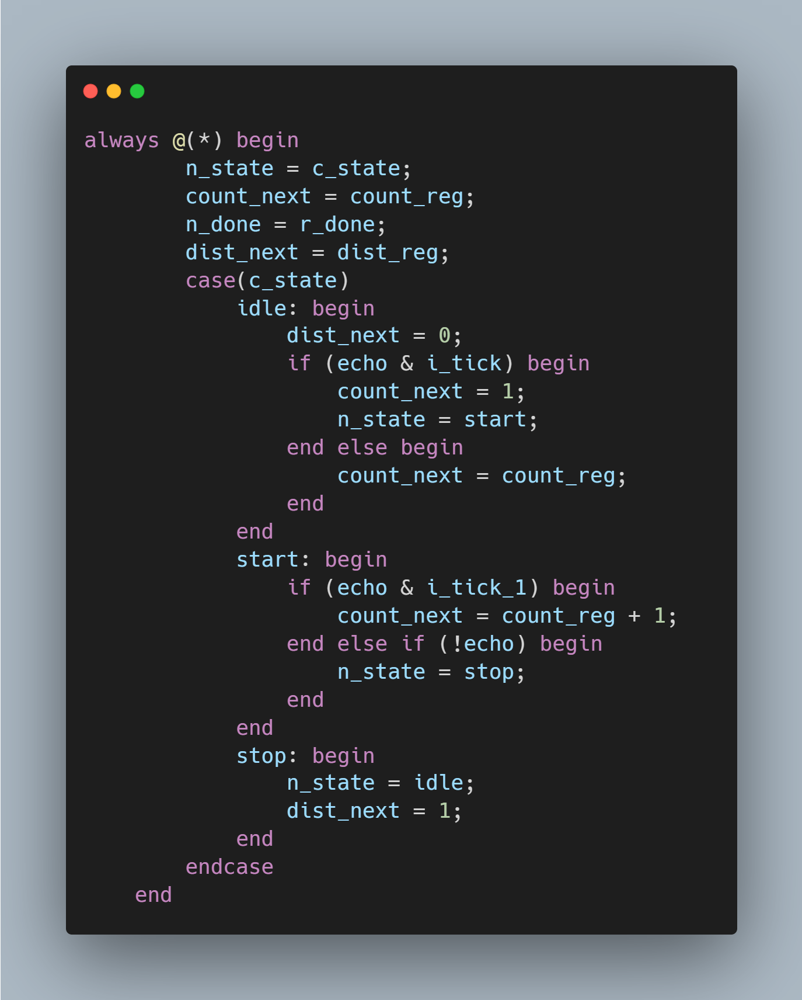 always @(*) begin
        n_state = c_state;
        count_next = count_reg;
        n_done = r_done;
        dist_next = dist_reg;
        case(c_state)
            idle: begin
                dist_next = 0;
                if (echo & i_tick) begin
                    count_next = 1;
                    n_state = start;
                end else begin
                    count_next = count_reg;
                end
            end
            start: begin
                if (echo & i_tick_1) begin
                    count_next = count_reg + 1;
                end else if (!echo) begin
                    n_state = stop;
                end
            end
            stop: begin
                n_state = idle;
                dist_next = 1;
            end
        endcase
    end